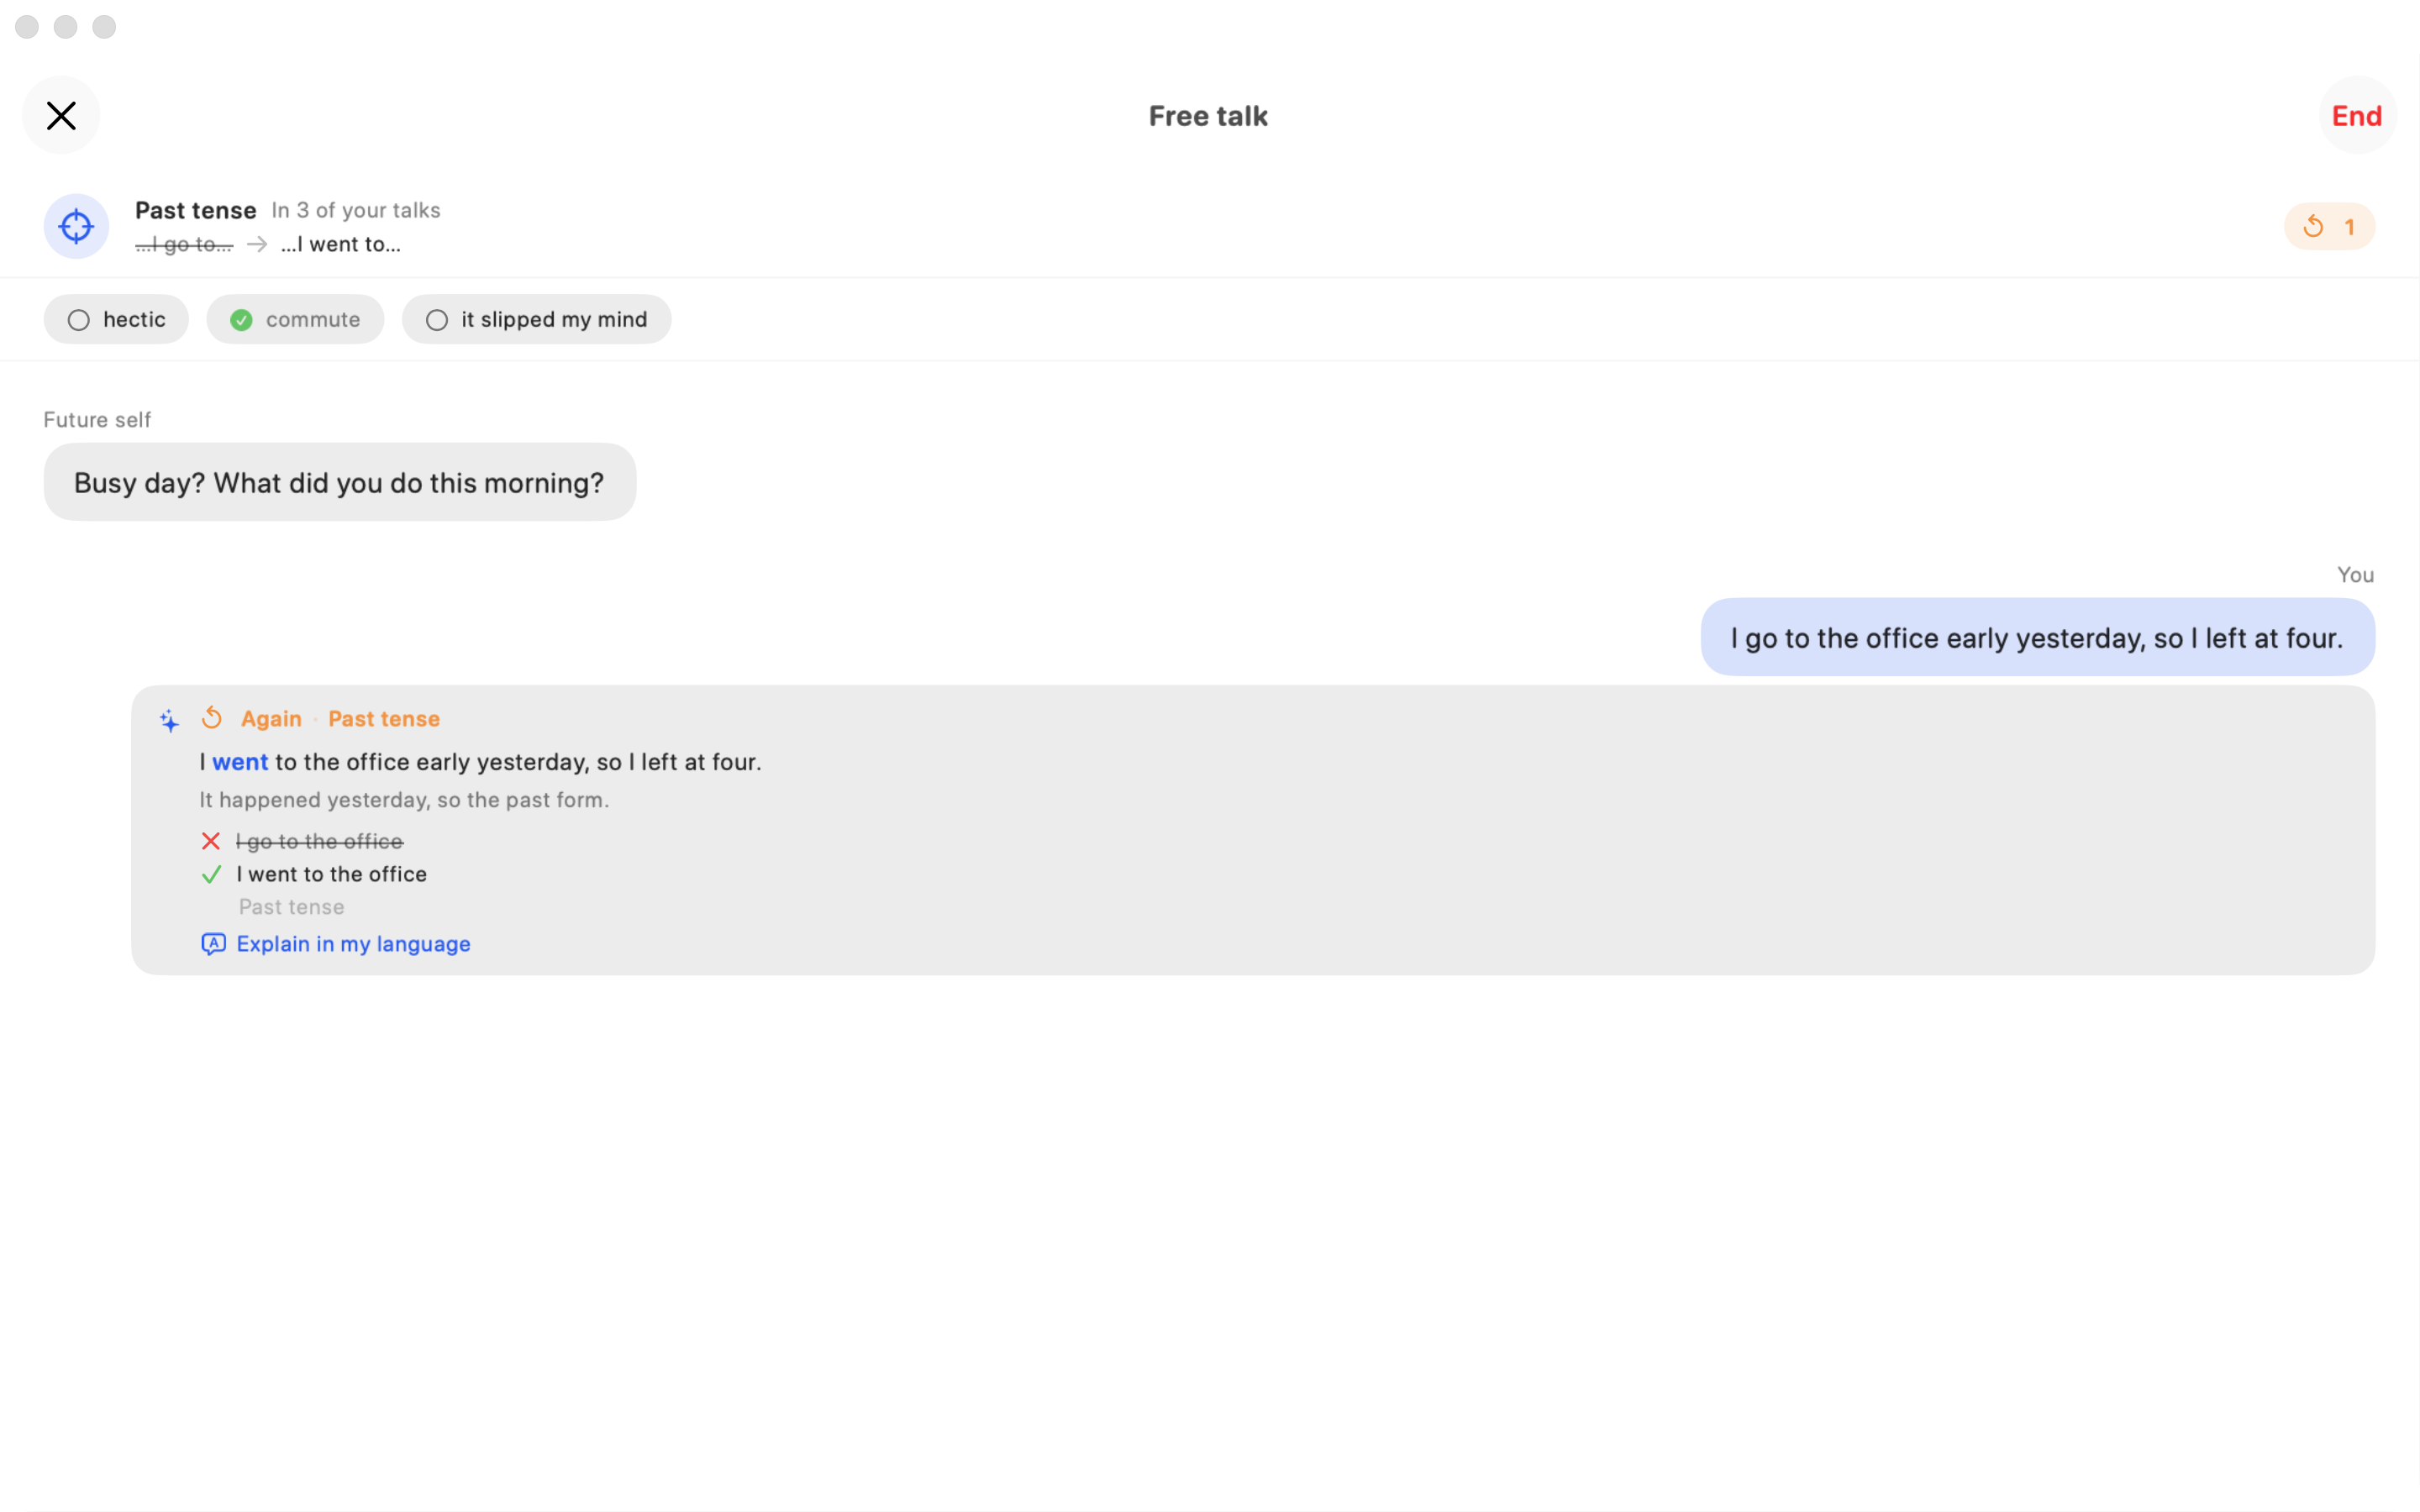 Free talk
End
Past tense In 3 of your talks
...I go to... → ...I went to...
1
hectic
commute
it slipped my mind
Future self
Busy day? What did you do this morning?
You
I go to the office early yesterday, so I left at four.
Again · Past tense
I went to the office early yesterday, so I left at four.
It happened yesterday, so the past form.
I go to the office
I went to the office
Past tense
A Explain in my language